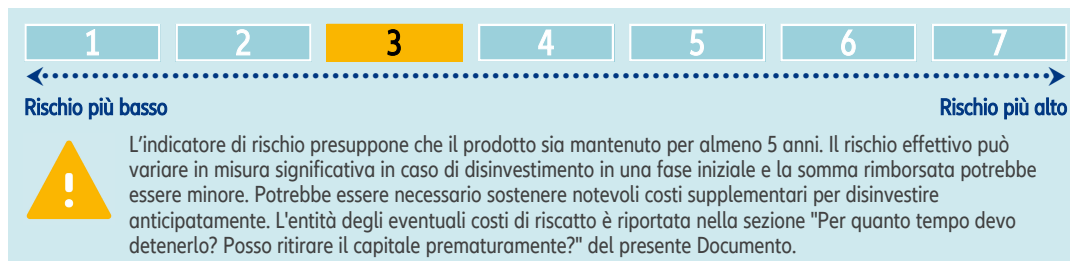 1 2 3 4 5 6 7
Rischio più basso Rischio più alto
L'indicatore di rischio presuppone che il prodotto sia mantenuto per almeno 5 anni. Il rischio effettivo può
variare in misura significativa in caso di disinvestimento in una fase iniziale e la somma rimborsata potrebbe
essere minore. Potrebbe essere necessario sostenere notevoli costi supplementari per disinvestire
anticipatamente. L'entità degli eventuali costi di riscatto è riportata nella sezione "Per quanto tempo devo
detenerlo? Posso ritirare il capitale prematuramente?" del presente Documento.